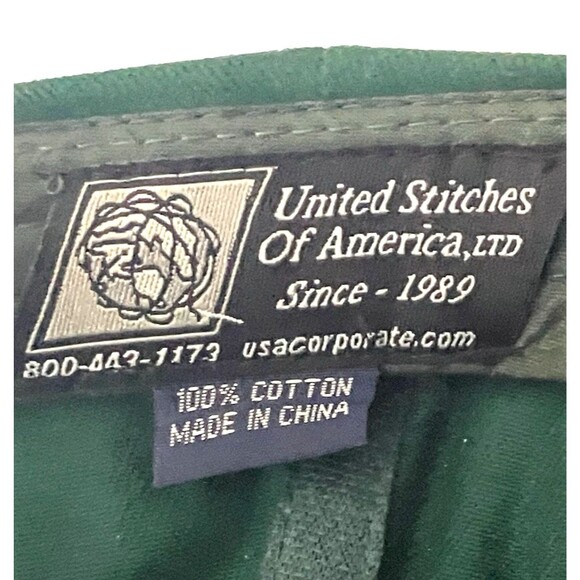 United Stitches
Of America,LTD
Since - 1989
800-443-1173 usacorporate.com
100% COTTON
MADE IN CHINA